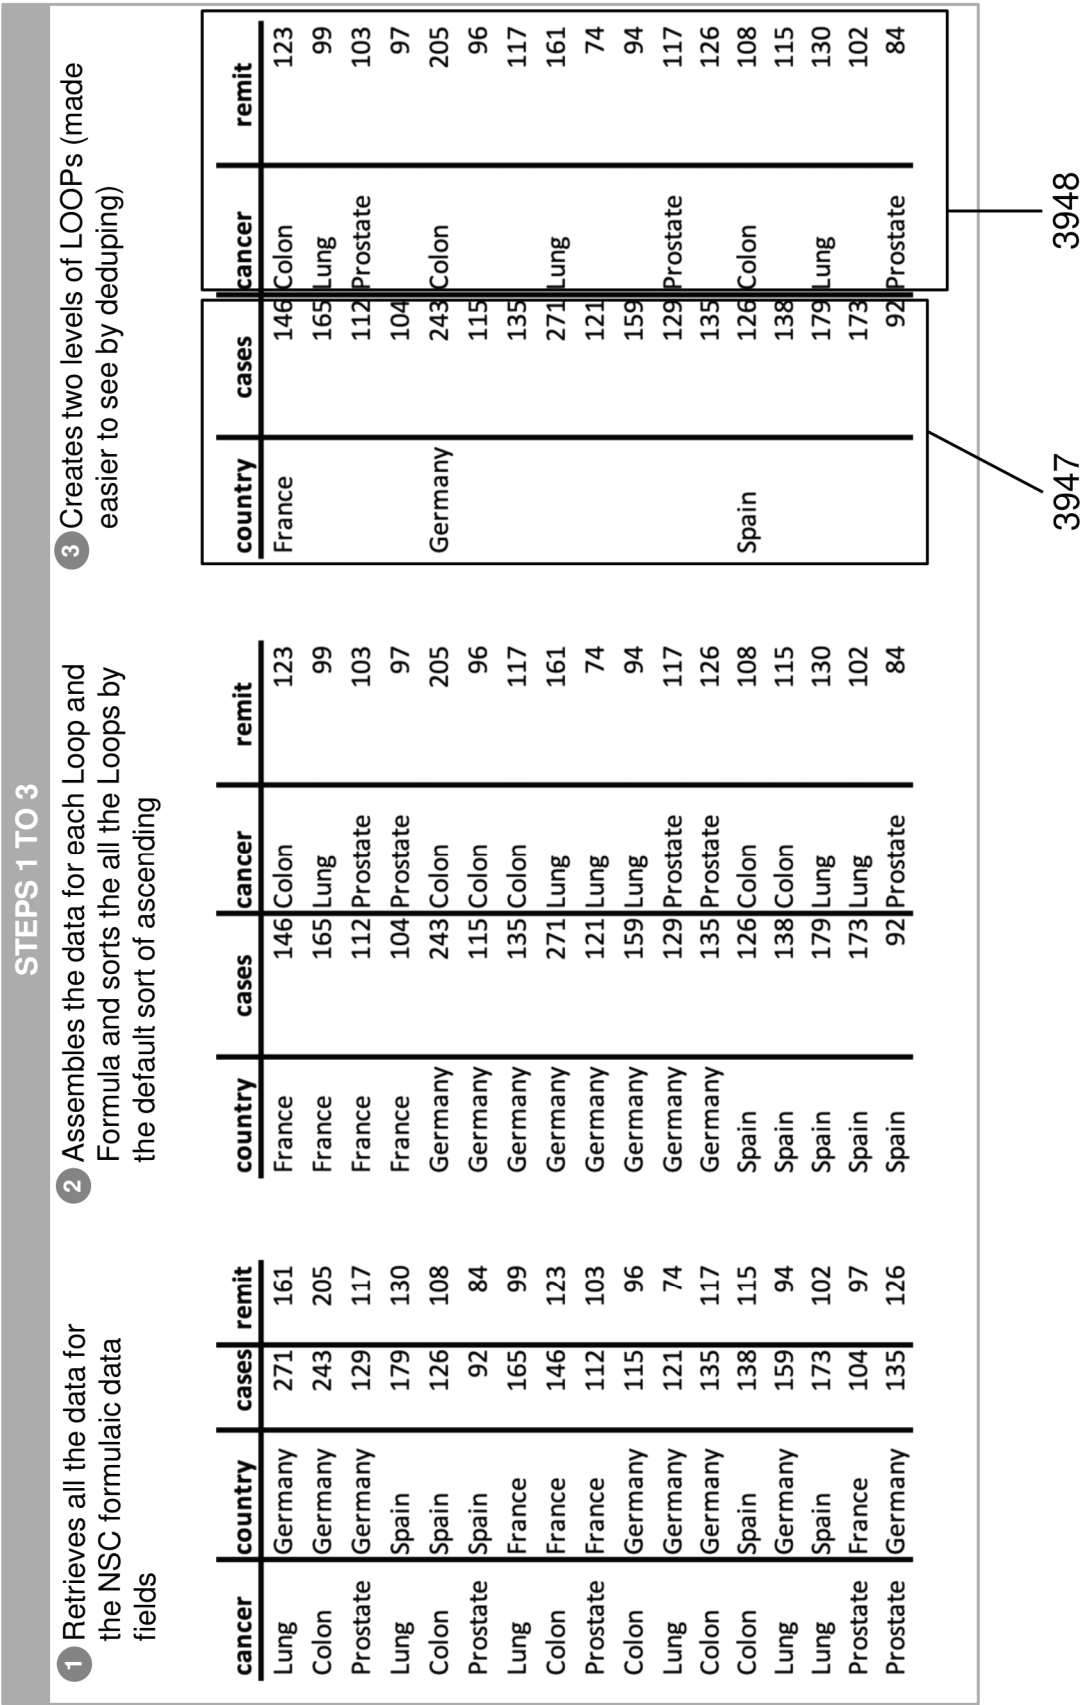 STEPS 1 TO 3
1 Retrieves all the data for
the NSC formulaic data
fields
cancer country cases remit
Lung Germany 271 161
Colon Germany 243 205
Prostate Germany 129 117
Lung Spain 179 130
Colon Spain 126 108
Prostate Spain 92 84
Lung France 165 99
Colon France 146 123
Prostate France 112 103
Colon Germany 115 96
Lung Germany 121 74
Colon Germany 135 117
Colon Spain 138 115
Lung Germany 159 94
Lung Spain 173 102
Prostate France 104 97
Prostate Germany 135 126
2 Assembles the data for each Loop and
Formula and sorts the all the Loops by
the default sort of ascending
country cases cancer remit
France 146 Colon 123
France 165 Lung 99
France 112 Prostate 103
France 104 Prostate 97
Germany 243 Colon 205
Germany 115 Colon 96
Germany 135 Colon 117
Germany 271 Lung 161
Germany 121 Lung 74
Germany 159 Lung 94
Germany 129 Prostate 117
Germany 135 Prostate 126
Spain 126 Colon 108
Spain 138 Colon 115
Spain 179 Lung 130
Spain 173 Lung 102
Spain 92 Prostate 84
3 Creates two levels of LOOPs (made
easier to see by deduping)
country cases cancer remit
France 146 Colon 123
165 Lung 99
112 Prostate 103
104 97
Germany 243 Colon 205
115 96
135 117
271 Lung 161
121 74
159 94
129 Prostate 117
135 126
Spain 126 Colon 108
138 115
179 Lung 130
173 102
92 Prostate 84
3947
3948